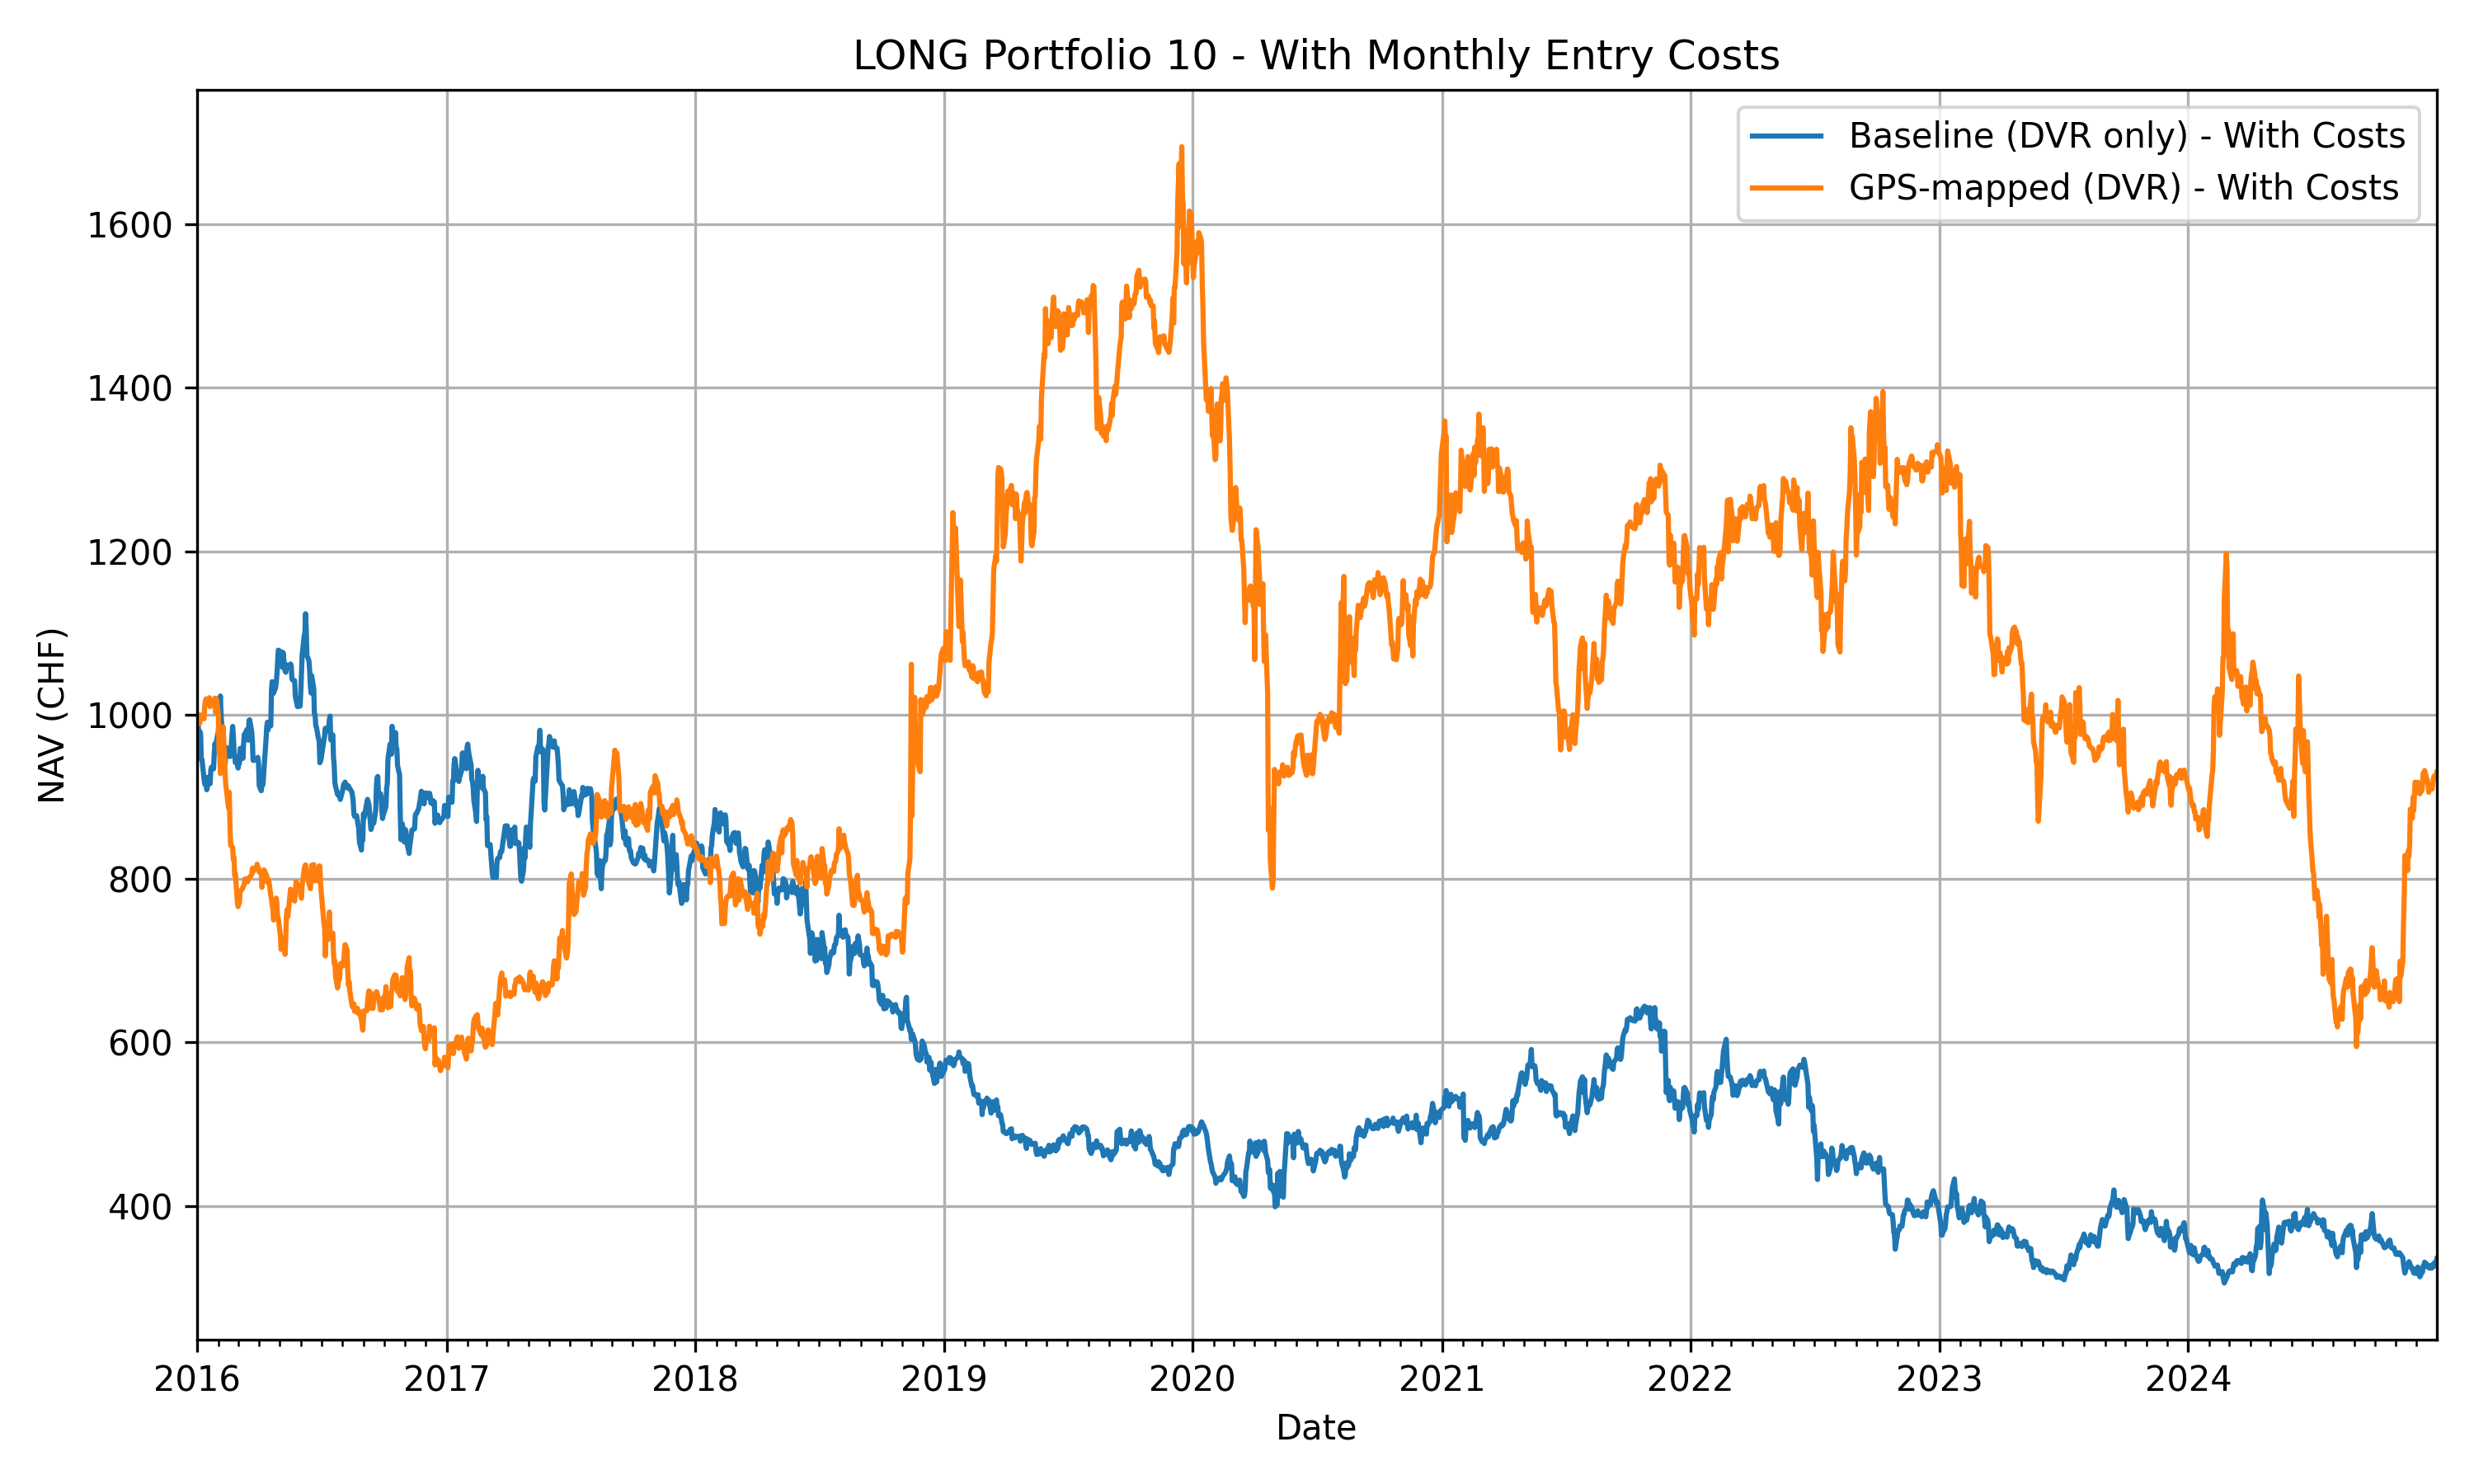 LONG Portfolio 10 - With Monthly Entry Costs
Baseline (DVR only) - With Costs
GPS-mapped (DVR) - With Costs
NAV (CHF)
1600
1400
1200
1000
800
600
400
2016 2017 2018 2019 2020 2021 2022 2023 2024
Date